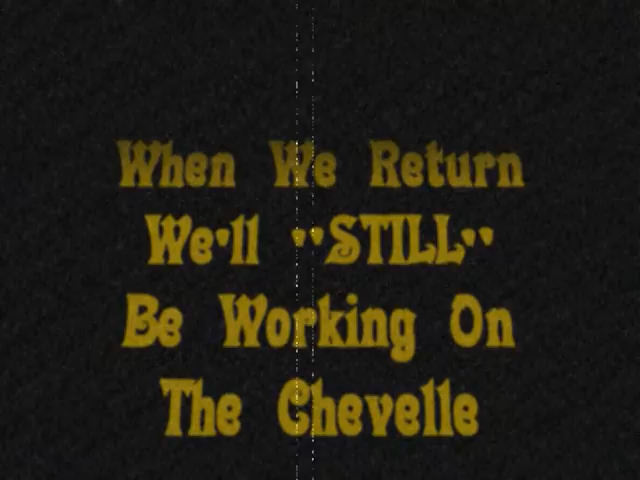 When We Return
We'll "STILL"
Be Working On
The Chevelle